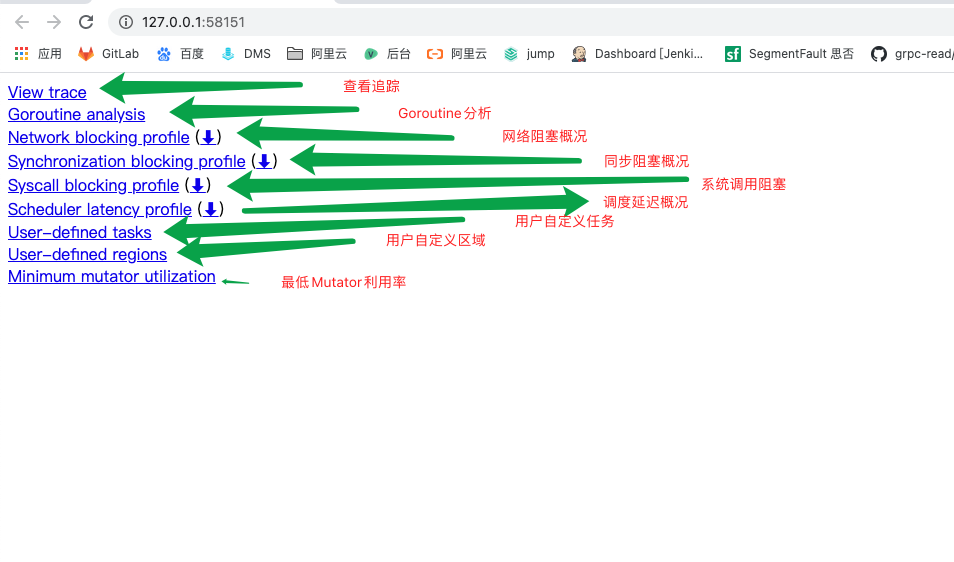 127.0.0.1:58151
应用 GitLab 百度 DMS 阿里云 后台 阿里云 jump Dashboard [Jenki... SegmentFault 思否 grpc-read/
View trace 查看追踪
Goroutine analysis Goroutine分析
Network blocking profile (⬇) 网络阻塞概况
Synchronization blocking profile (⬇) 同步阻塞概况
Syscall blocking profile (⬇) 系统调用阻塞
Scheduler latency profile (⬇) 调度延迟概况
User-defined tasks 用户自定义任务
User-defined regions 用户自定义区域
Minimum mutator utilization 最低Mutator利用率